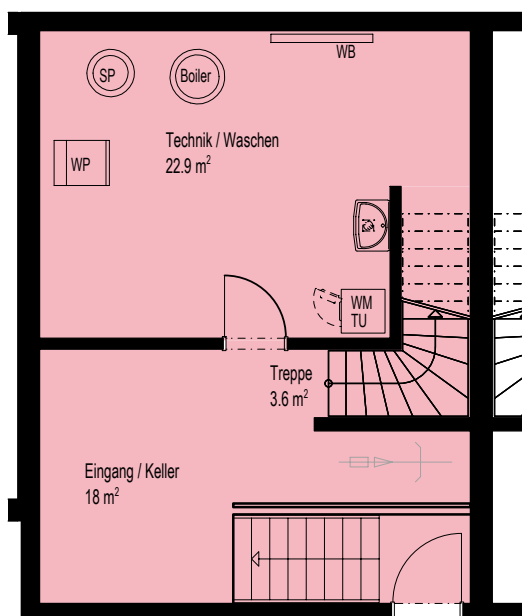 WB
SP
Boiler
Technik / Waschen
22.9 m²
WP
WM
TU
Treppe
3.6 m²
Eingang / Keller
18 m²